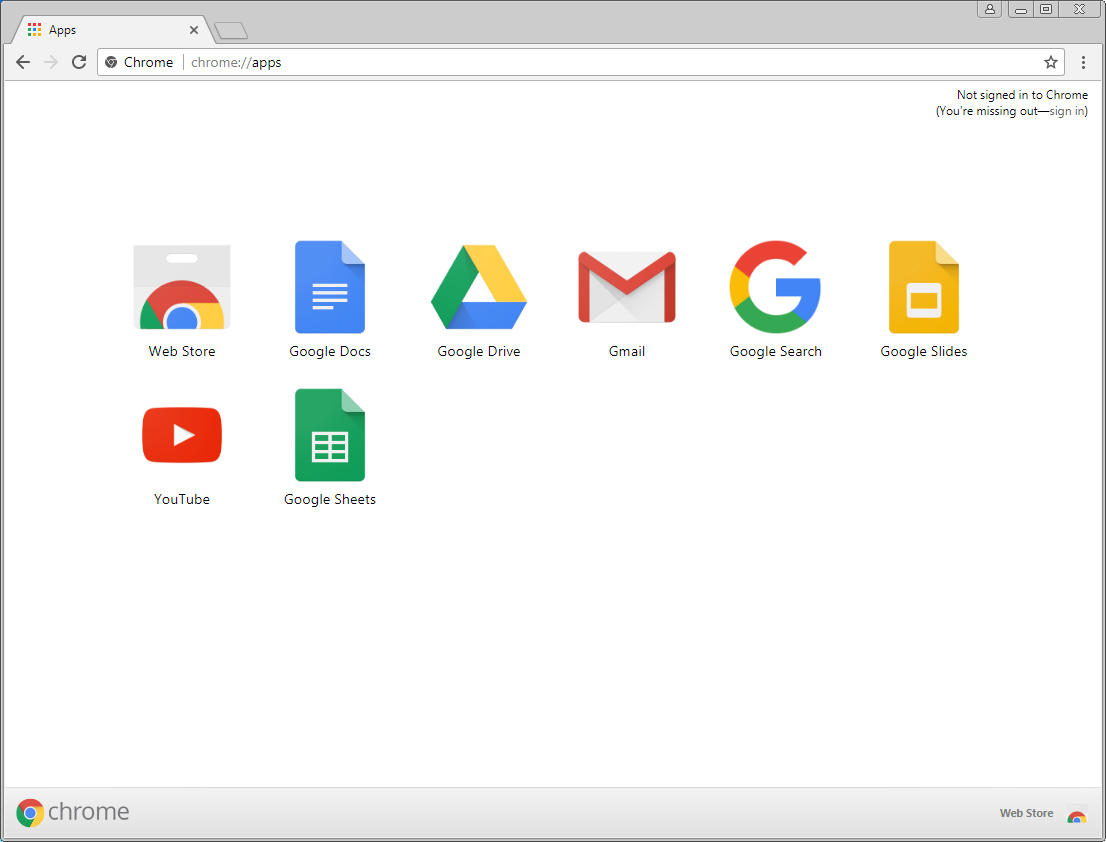 Apps
Chrome chrome://apps
Not signed in to Chrome
(You're missing out—sign in)
Web Store Google Docs Google Drive Gmail Google Search Google Slides
YouTube Google Sheets
chrome Web Store